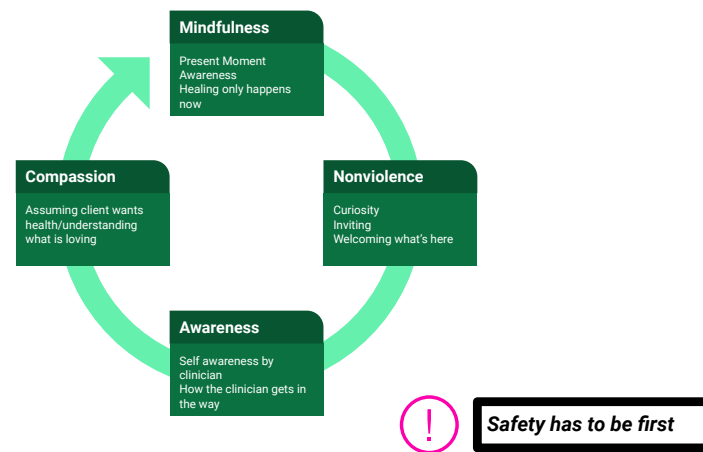 Mindfulness
Present Moment
Awareness
Healing only happens
now
Nonviolence
Curiosity
Inviting
Welcoming what's here
Awareness
Self awareness by
clinician
How the clinician gets in
the way
Compassion
Assuming client wants
health/understanding
what is loving
!
Safety has to be first